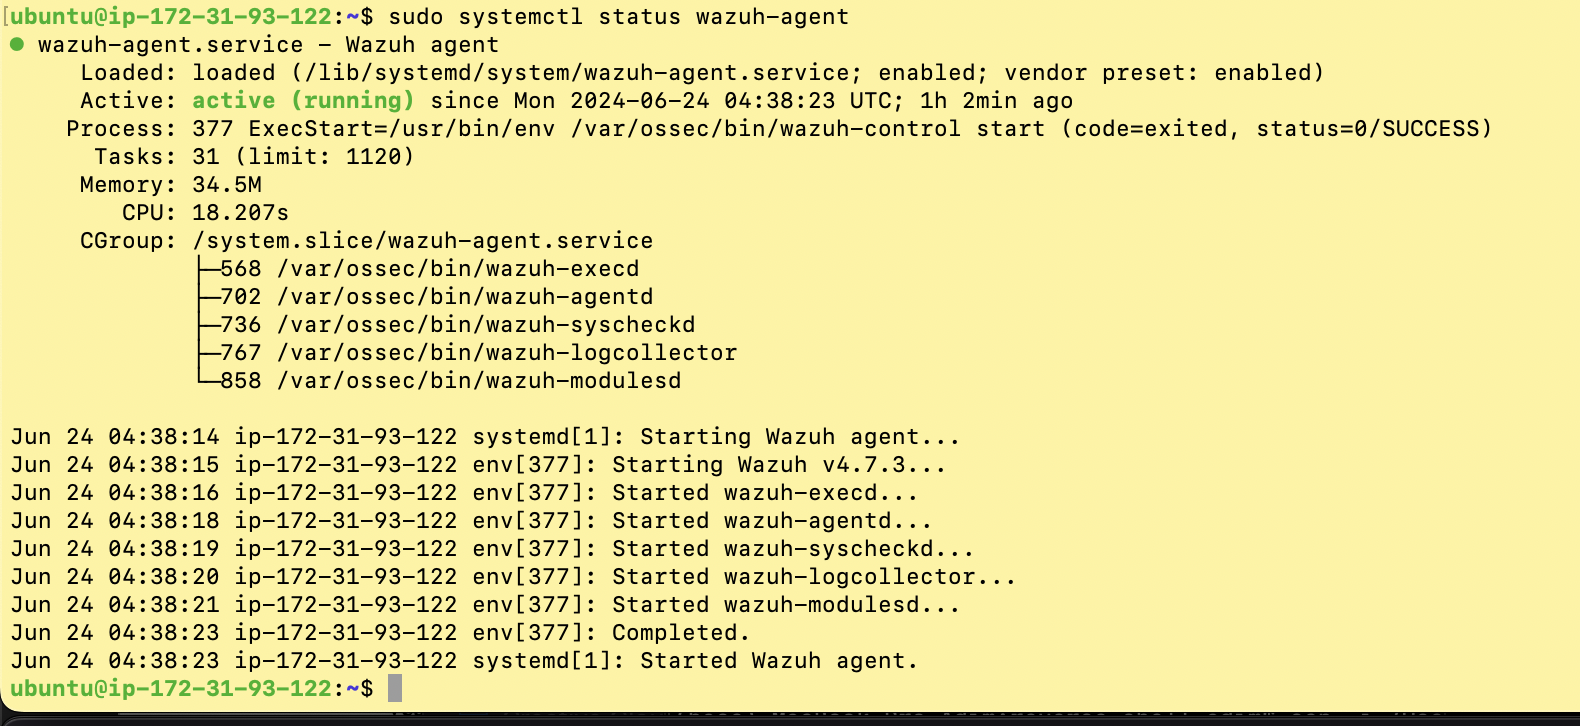 [ubuntu@ip-172-31-93-122:~$ sudo systemctl status wazuh-agent
● wazuh-agent.service - Wazuh agent
     Loaded: loaded (/lib/systemd/system/wazuh-agent.service; enabled; vendor preset: enabled)
     Active: active (running) since Mon 2024-06-24 04:38:23 UTC; 1h 2min ago
    Process: 377 ExecStart=/usr/bin/env /var/ossec/bin/wazuh-control start (code=exited, status=0/SUCCESS)
      Tasks: 31 (limit: 1120)
     Memory: 34.5M
        CPU: 18.207s
     CGroup: /system.slice/wazuh-agent.service
             ├─568 /var/ossec/bin/wazuh-execd
             ├─702 /var/ossec/bin/wazuh-agentd
             ├─736 /var/ossec/bin/wazuh-syscheckd
             ├─767 /var/ossec/bin/wazuh-logcollector
             └─858 /var/ossec/bin/wazuh-modulesd

Jun 24 04:38:14 ip-172-31-93-122 systemd[1]: Starting Wazuh agent...
Jun 24 04:38:15 ip-172-31-93-122 env[377]: Starting Wazuh v4.7.3...
Jun 24 04:38:16 ip-172-31-93-122 env[377]: Started wazuh-execd...
Jun 24 04:38:18 ip-172-31-93-122 env[377]: Started wazuh-agentd...
Jun 24 04:38:19 ip-172-31-93-122 env[377]: Started wazuh-syscheckd...
Jun 24 04:38:20 ip-172-31-93-122 env[377]: Started wazuh-logcollector...
Jun 24 04:38:21 ip-172-31-93-122 env[377]: Started wazuh-modulesd...
Jun 24 04:38:23 ip-172-31-93-122 env[377]: Completed.
Jun 24 04:38:23 ip-172-31-93-122 systemd[1]: Started Wazuh agent.
ubuntu@ip-172-31-93-122:~$